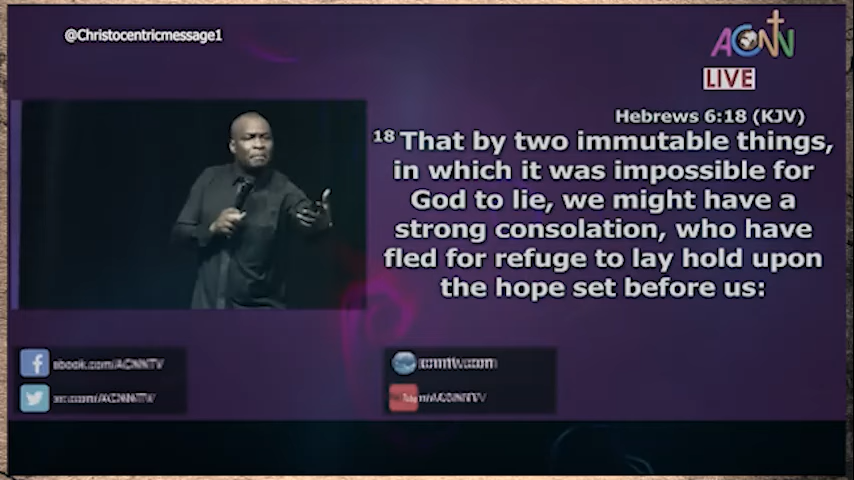 @Christocentricmessage1
ACNN
LIVE
Hebrews 6:18 (KJV)
18 That by two immutable things,
in which it was impossible for
God to lie, we might have a
strong consolation, who have
fled for refuge to lay hold upon
the hope set before us: